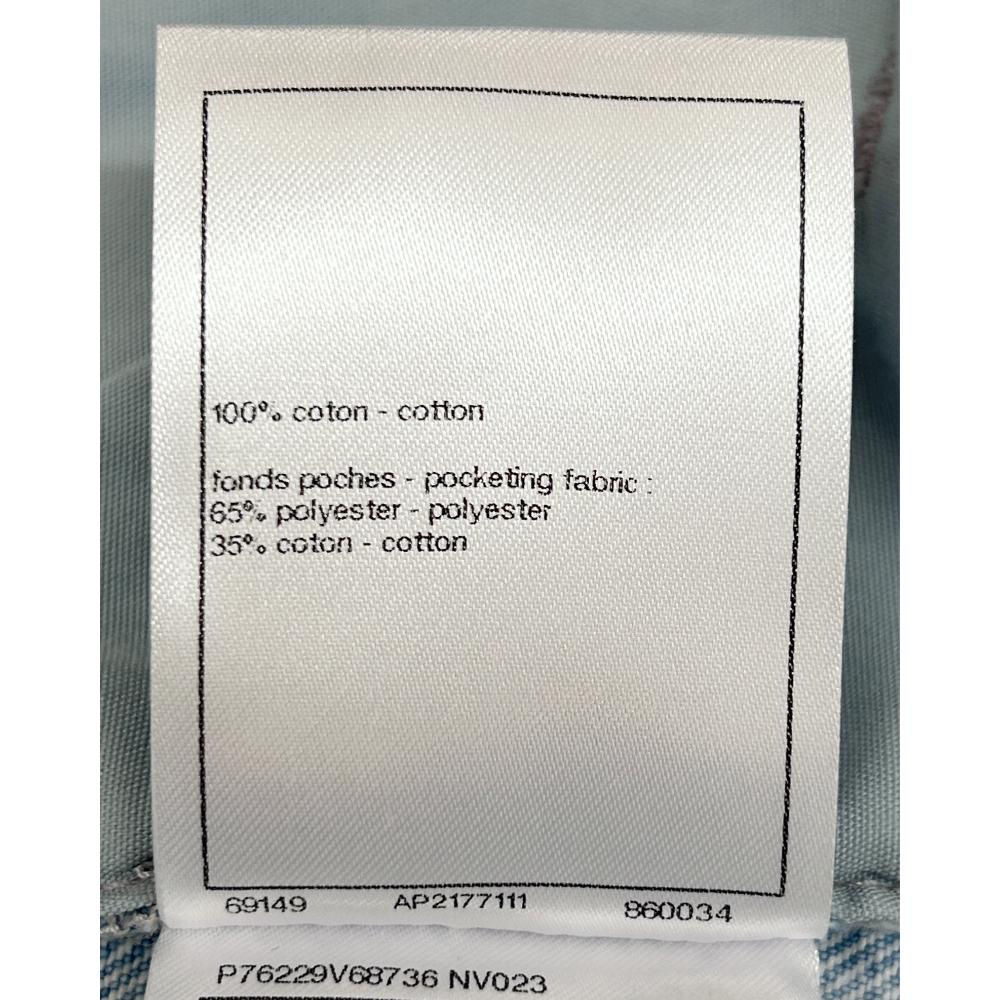 100% coton - cotton
fonds poches - pocketing fabric :
65% polyester - polyester
35% coton - cotton
69149 AP2177111 860034
P76229V68736 NV023